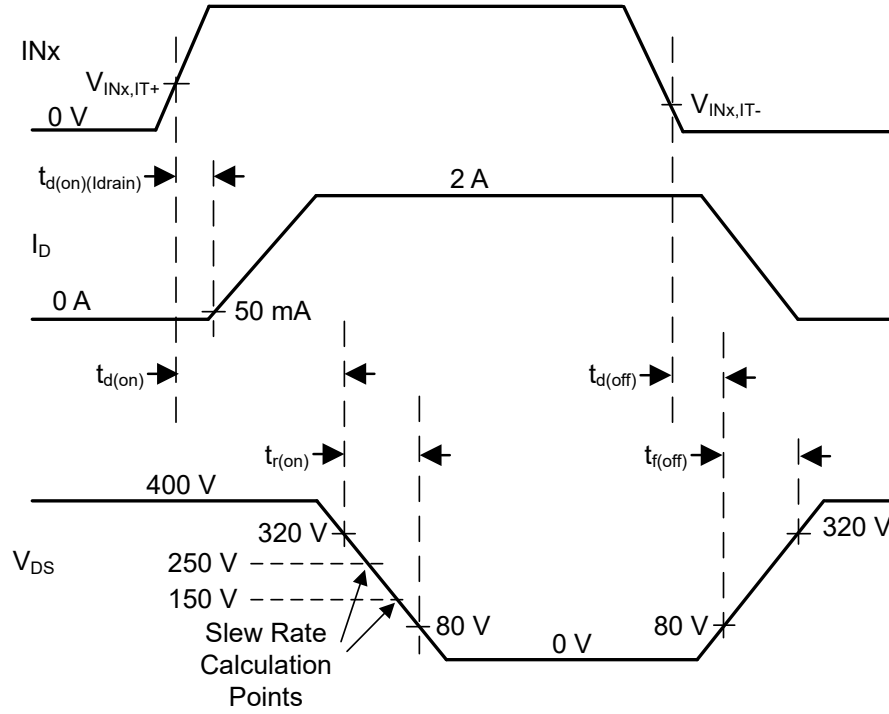 INx
V_INx,IT+
V_INx,IT-
0 V
t_d(on)(Idrain)
2 A
I_D
0 A
50 mA
t_d(on)
t_d(off)
t_r(on)
t_f(off)
400 V
320 V
320 V
V_DS
250 V
150 V
80 V
80 V
0 V
Slew Rate
Calculation
Points